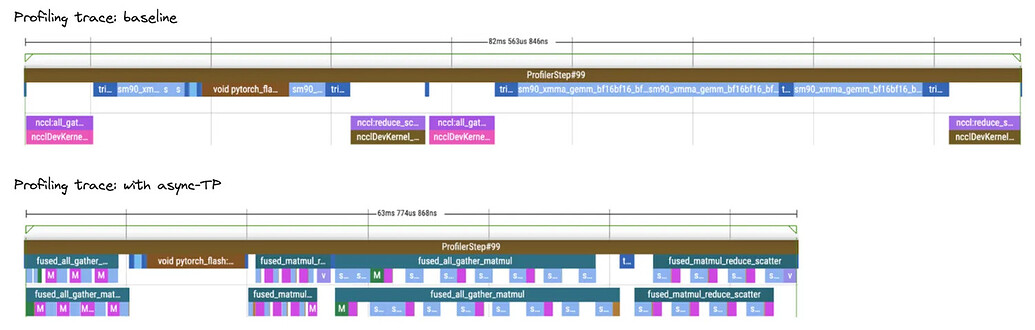 Profiling trace: baseline
82ms 563us 846ns
ProfilerStep#99
tri... sm90_xm... s s void pytorch_fla... sm90_... tri... tri... sm90_xmma_gemm_bf16bf16_bf...sm90_xmma_gemm_bf16bf16_bf... t... sm90_xmma_gemm_bf16bf16_b... tri...
nccl:all_gat... nccl:reduce_sc... nccl:all_gat... nccl:reduce_s...
ncclDevKerne... ncclDevKernel_... ncclDevKerne... ncclDevKernel...
Profiling trace: with async-TP
63ms 774us 868ns
ProfilerStep#99
fused_all_gather_... void pytorch_flash:... fused_matmul_r... fused_all_gather_matmul t... fused_matmul_reduce_scatter
M M M v s... s... M s... s... s... s... s... s... s... s... s... v
fused_all_gather_mat... fused_matmul... fused_all_gather_matmul fused_matmul_reduce_scatter
M M M... M M M s... s... s... s... s... s... s... s... s...